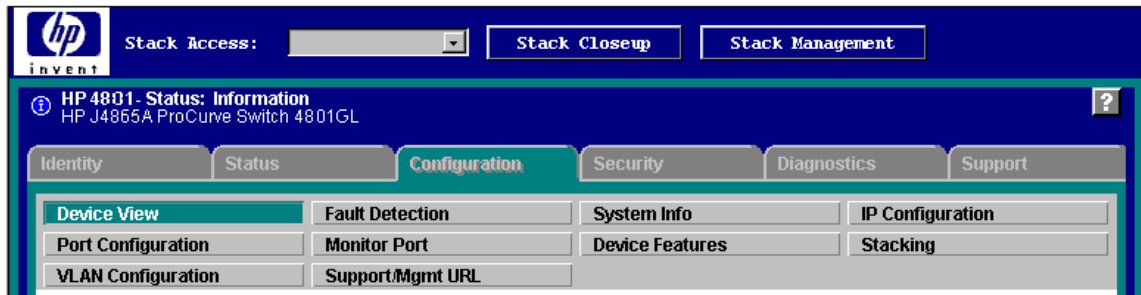 hp
invent
Stack Access:
Stack Closeup
Stack Management
HP 4801- Status: Information
HP J4865A ProCurve Switch 4801GL
?
Identity
Status
Configuration
Security
Diagnostics
Support
Device View
Fault Detection
System Info
IP Configuration
Port Configuration
Monitor Port
Device Features
Stacking
VLAN Configuration
Support/Mgmt URL